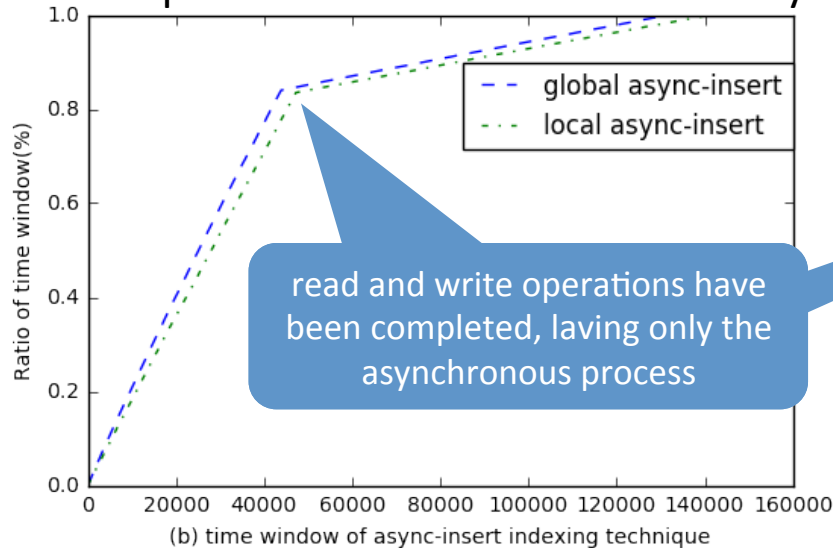 1.0
0.8
0.6
0.4
0.2
0.0
Ratio of time window(%)
global async-insert
local async-insert
read and write operations have
been completed, laving only the
asynchronous process
0 20000 40000 60000 80000 100000 120000 140000 160000
(b) time window of async-insert indexing technique